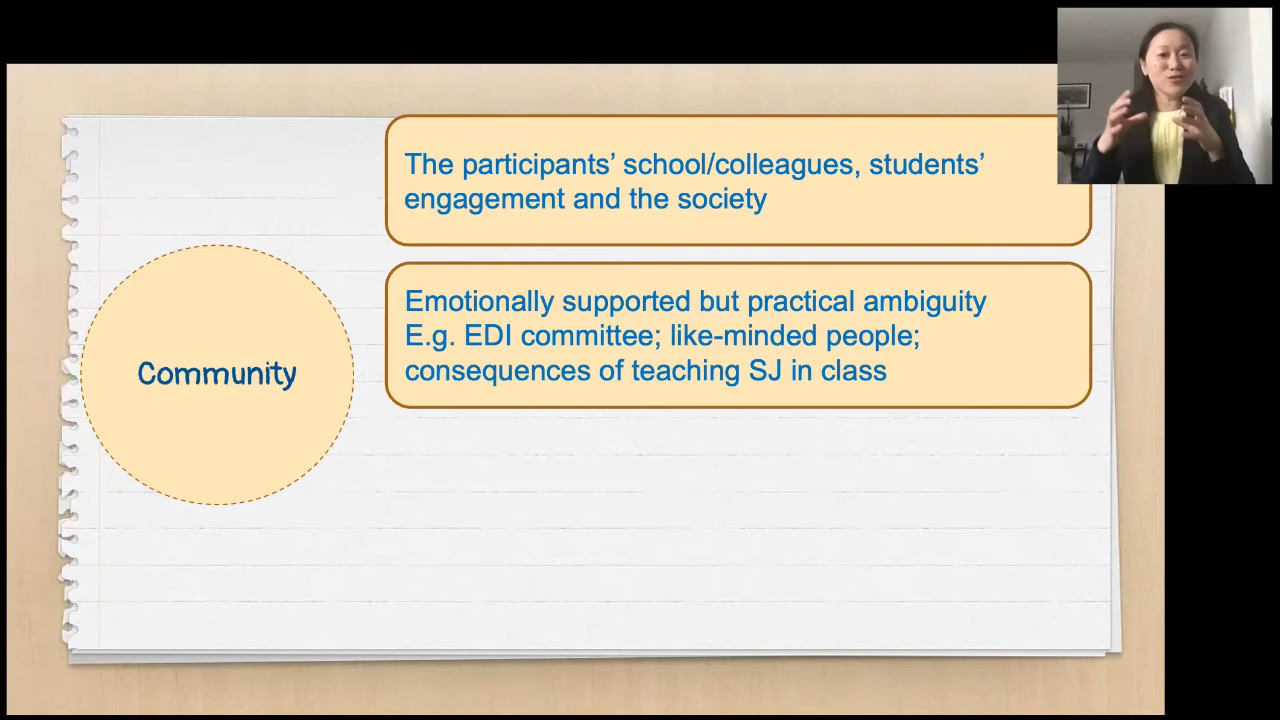 The participants’ school/colleagues, students’
engagement and the society
Emotionally supported but practical ambiguity
E.g. EDI committee; like-minded people;
consequences of teaching SJ in class
Community